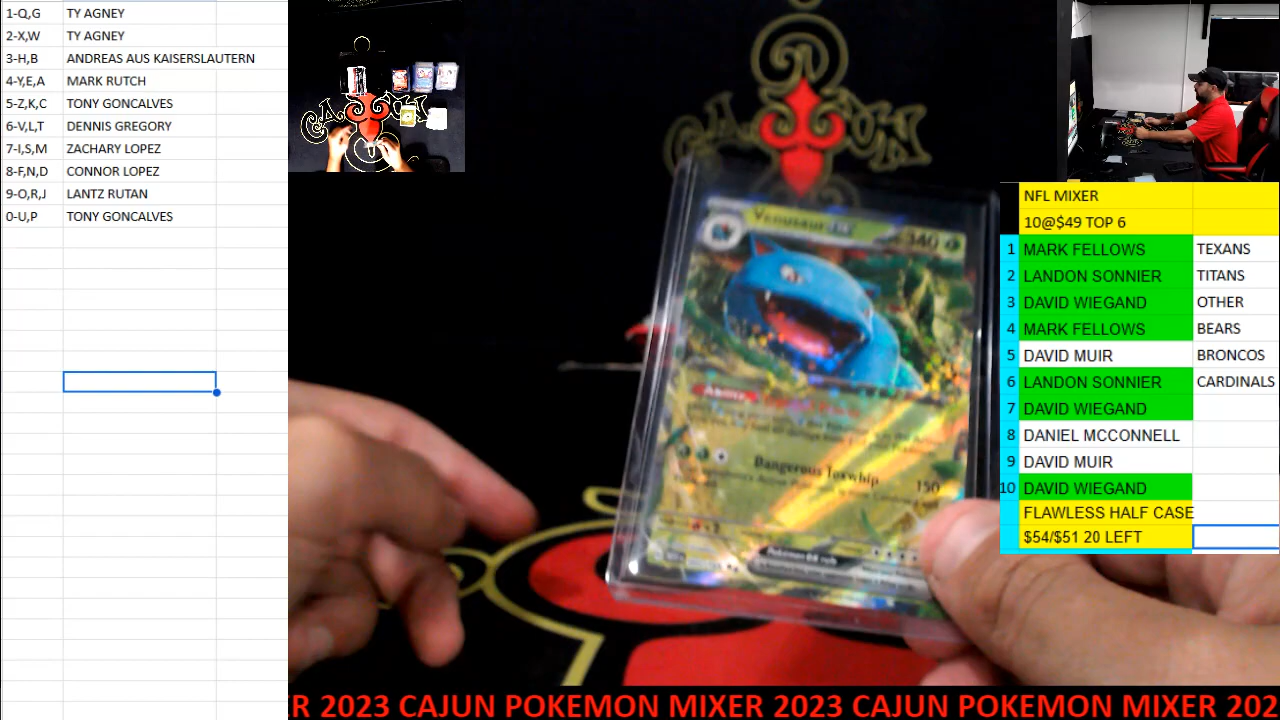 1-Q,G TY AGNEY
2-X,W TY AGNEY
3-H,B ANDREAS AUS KAISERSLAUTERN
4-Y,E,A MARK RUTCH
5-Z,K,C TONY GONCALVES
6-V,L,T DENNIS GREGORY
7-I,S,M ZACHARY LOPEZ
8-F,N,D CONNOR LOPEZ
9-O,R,J LANTZ RUTAN
0-U,P TONY GONCALVES
Venusaur ex 340
Ability
Dangerous Toxwhip 150
NFL MIXER
10@$49 TOP 6
1 MARK FELLOWS TEXANS
2 LANDON SONNIER TITANS
3 DAVID WIEGAND OTHER
4 MARK FELLOWS BEARS
5 DAVID MUIR BRONCOS
6 LANDON SONNIER CARDINALS
7 DAVID WIEGAND
8 DANIEL MCCONNELL
9 DAVID MUIR
10 DAVID WIEGAND
FLAWLESS HALF CASE
$54/$51 20 LEFT
R 2023 CAJUN POKEMON MIXER 2023 CAJUN POKEMON MIXER 202